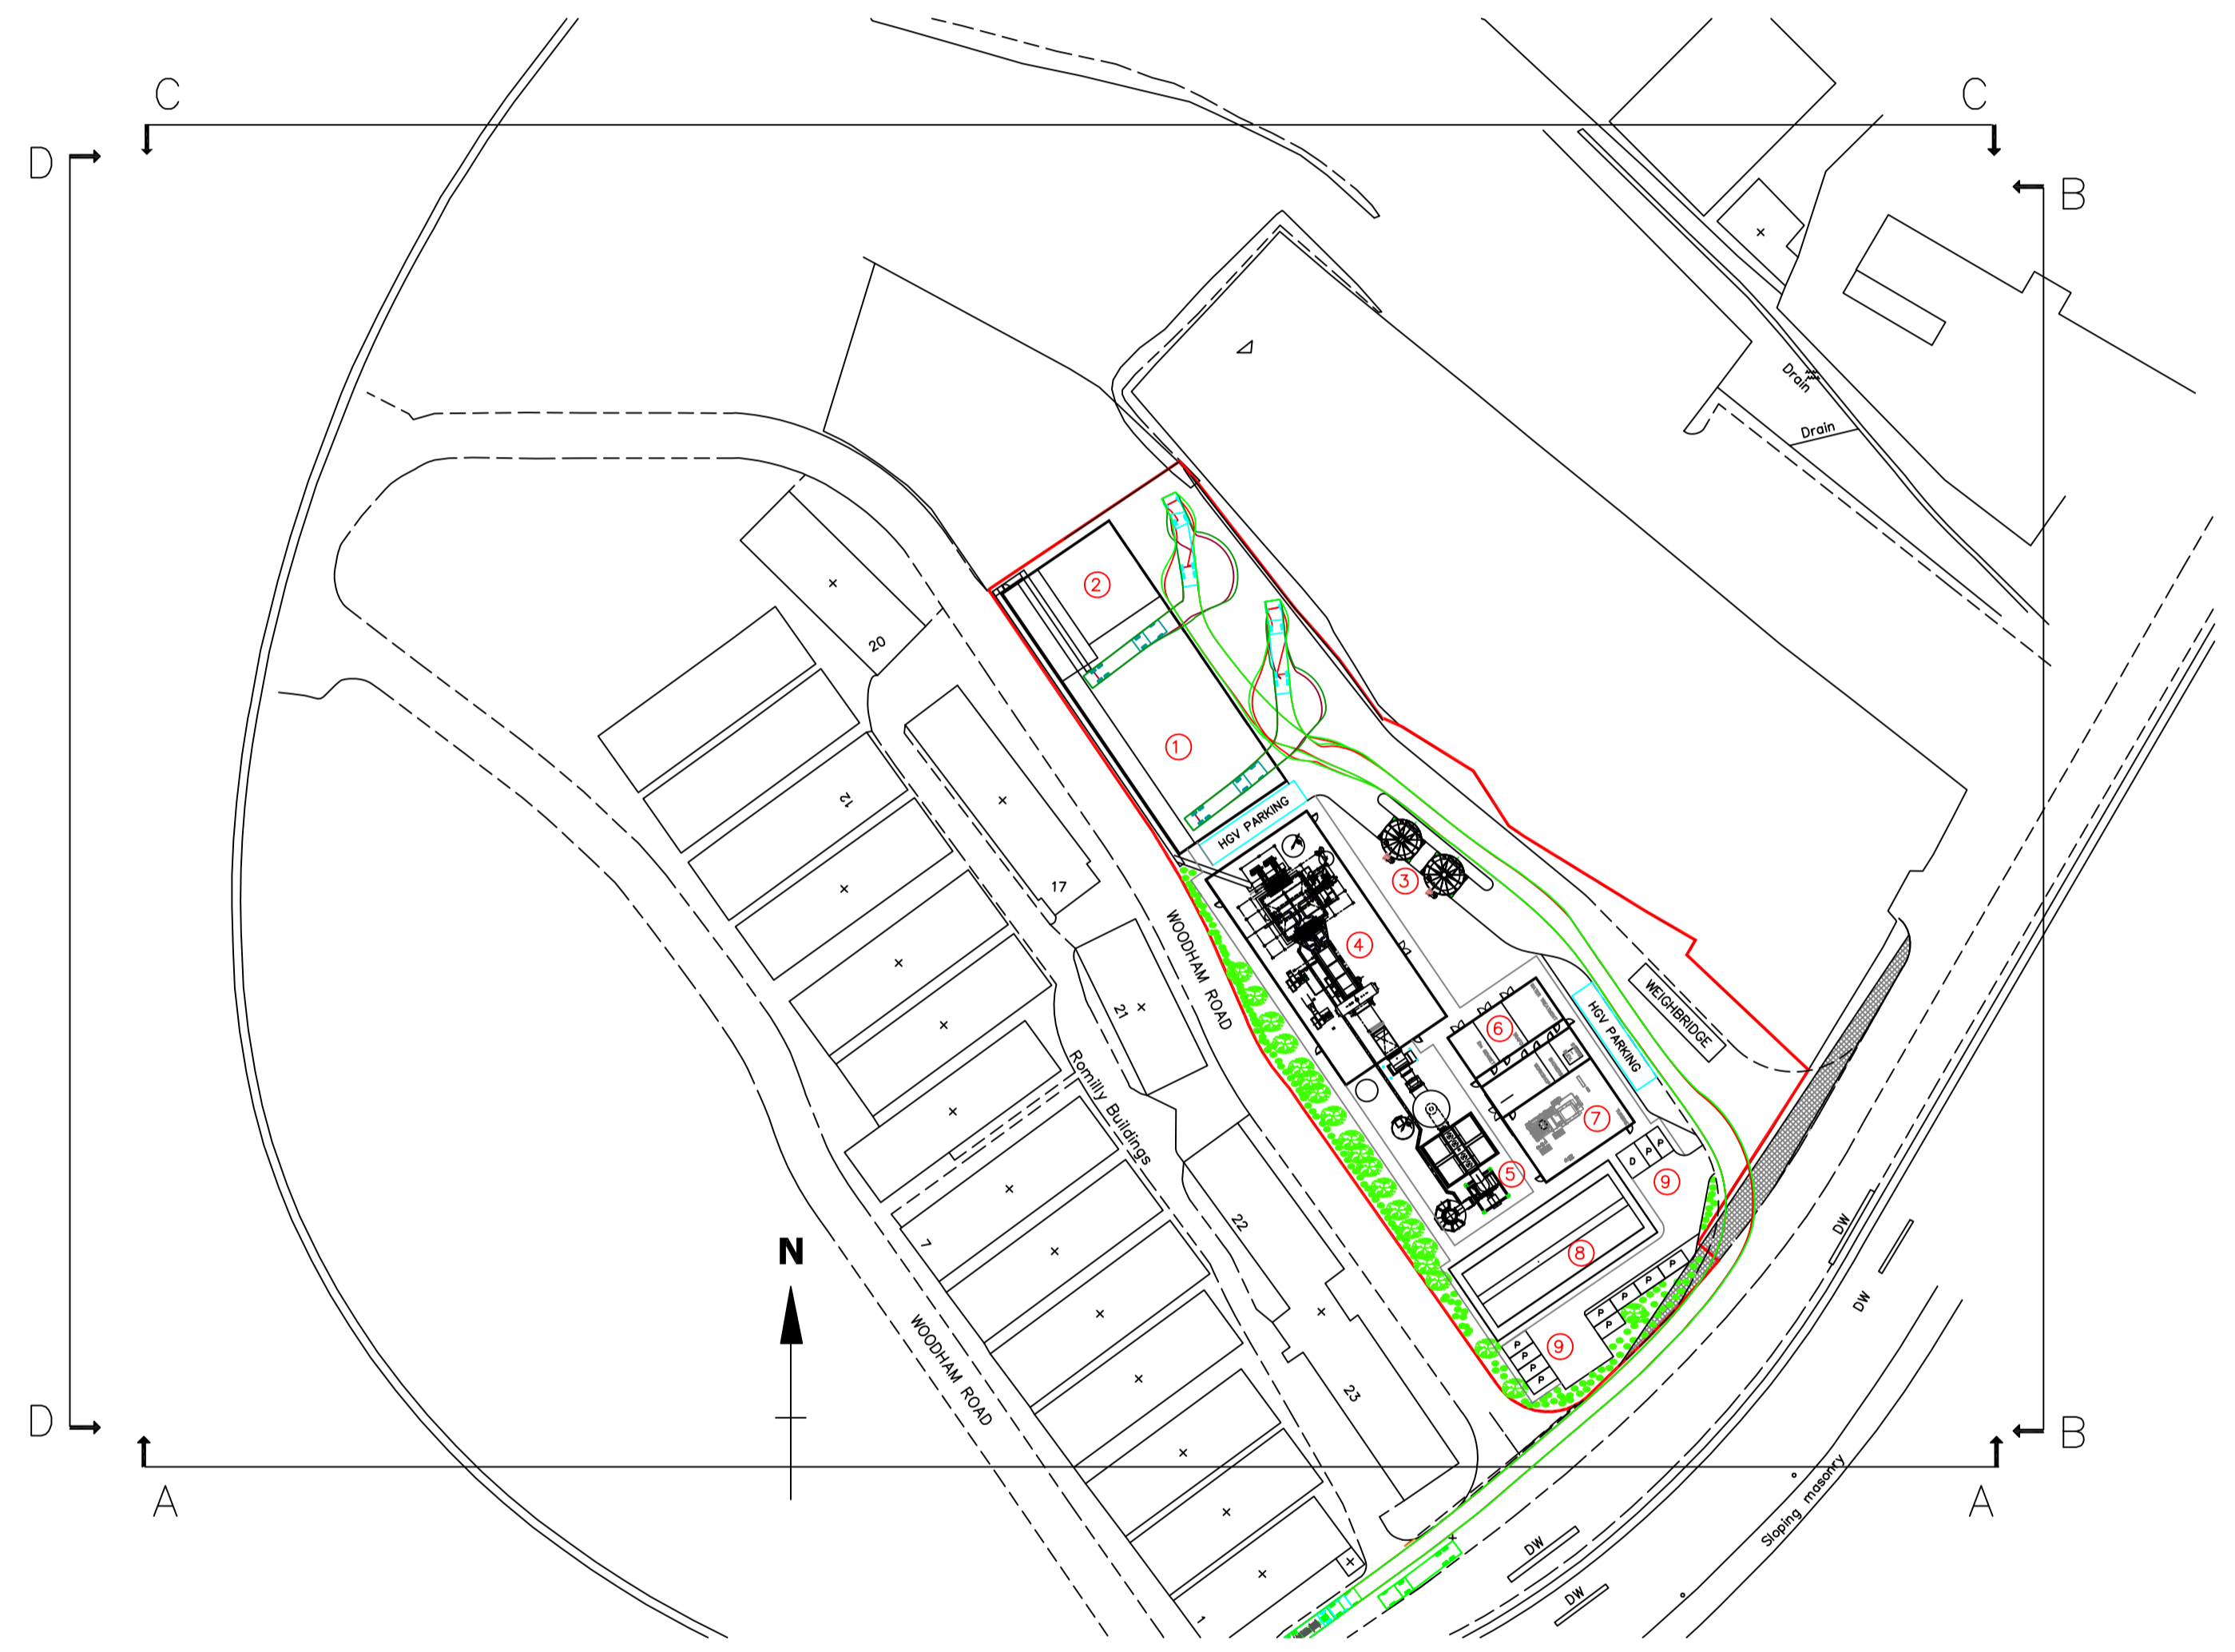 C
C
D
B
Drain
Drain
2
20
1
12
HGV PARKING
17
3
WOODHAM ROAD
4
21
WEIGHBRIDGE
6
HGV PARKING
Romilly Buildings
7
P
D P
5
9
22
DW
7
N
8
P
P
P
P
P
P
DW
WOODHAM ROAD
9
P
P
P
P
23
D
B
A
A
Sloping masonry
DW
DW
1